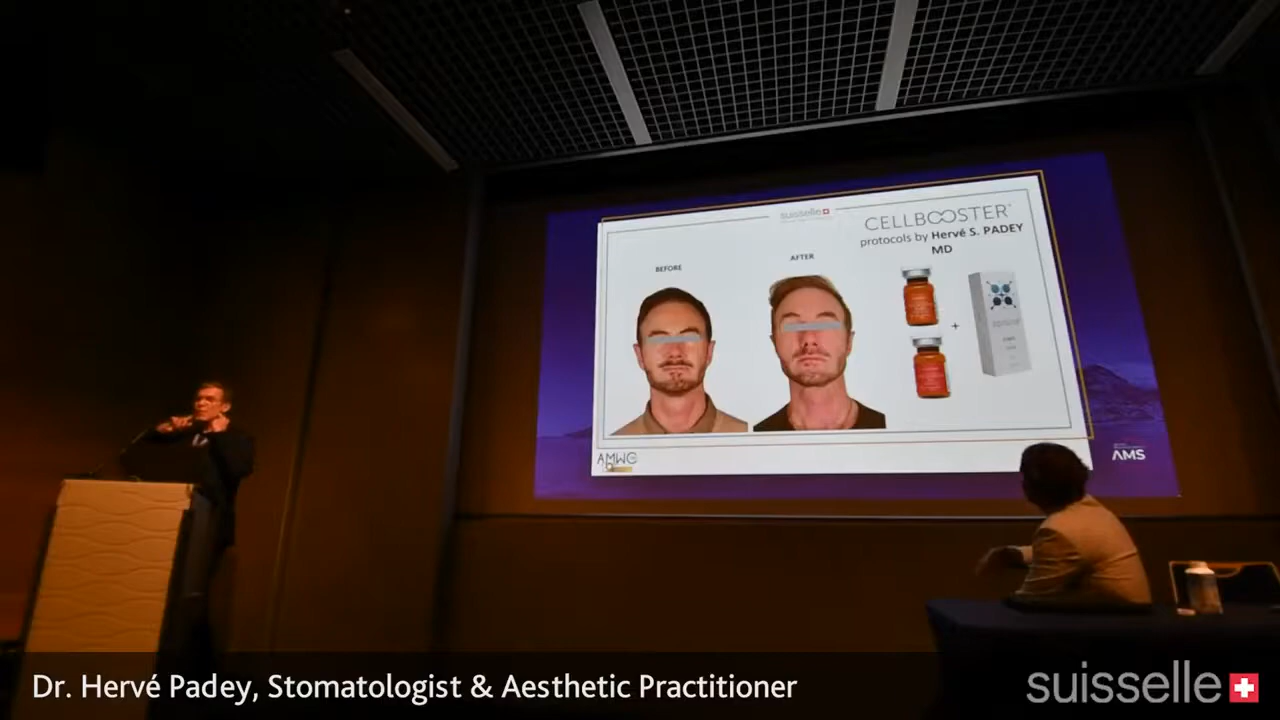 suisselle
CELLBOOSTER
protocols by Hervé S. PADEY
MD
BEFORE
AFTER
+
AMWC
AMS
Dr. Hervé Padey, Stomatologist & Aesthetic Practitioner
suisselle